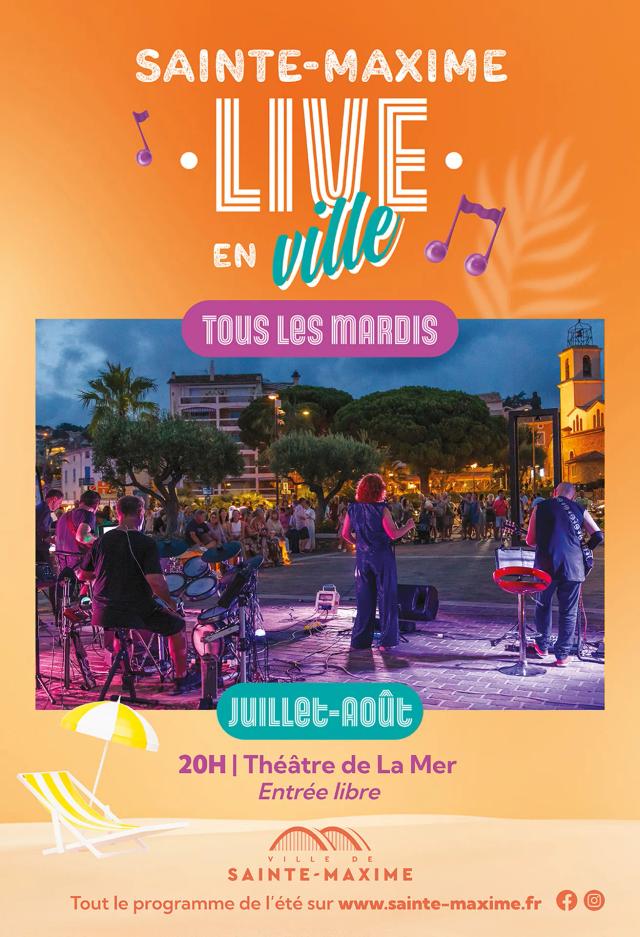 SAINTE-MAXIME
LIVE
EN ville
TOUS LES MARDIS
JUILLET-AOÛT
20H | Théâtre de La Mer
Entrée libre
VILLE DE
SAINTE-MAXIME
Tout le programme de l'été sur www.sainte-maxime.fr